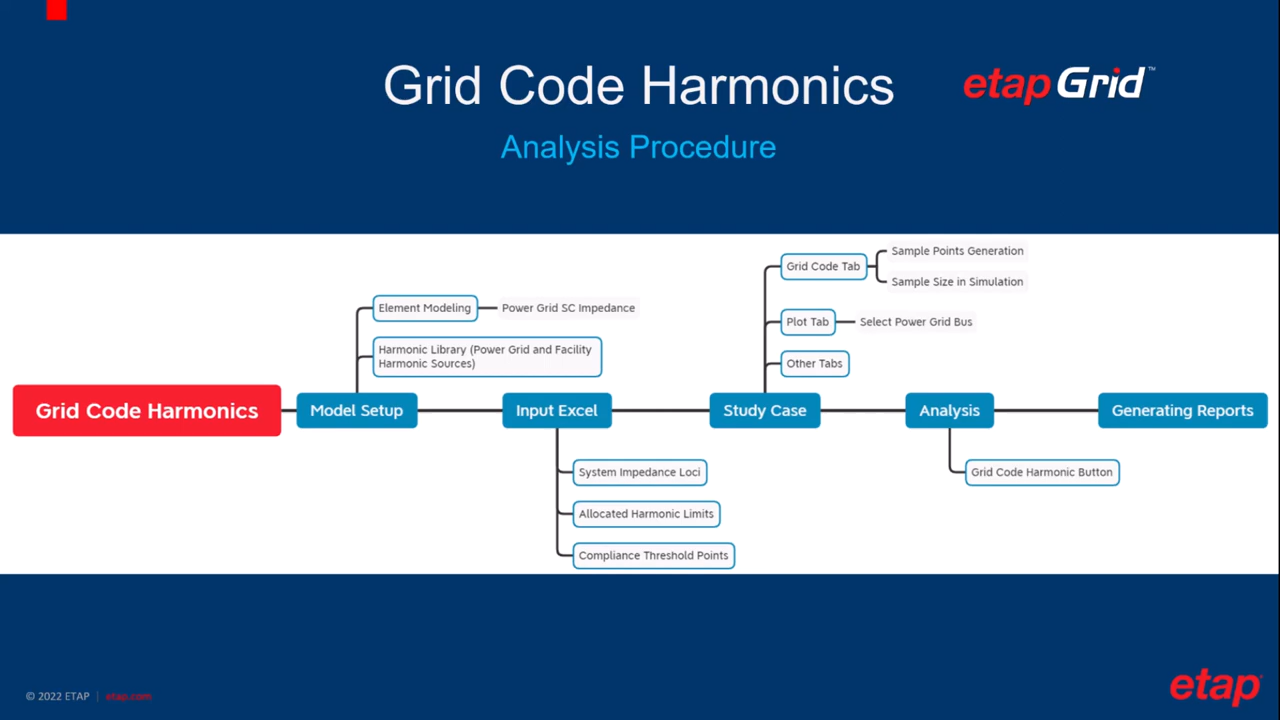 Grid Code Harmonics
etap Grid™
Analysis Procedure
Grid Code Harmonics
Model Setup
Element Modeling
Power Grid SC Impedance
Harmonic Library (Power Grid and Facility
Harmonic Sources)
Input Excel
System Impedance Loci
Allocated Harmonic Limits
Compliance Threshold Points
Study Case
Grid Code Tab
Sample Points Generation
Sample Size in Simulation
Plot Tab
Select Power Grid Bus
Other Tabs
Analysis
Grid Code Harmonic Button
Generating Reports
© 2022 ETAP | etap.com
etap